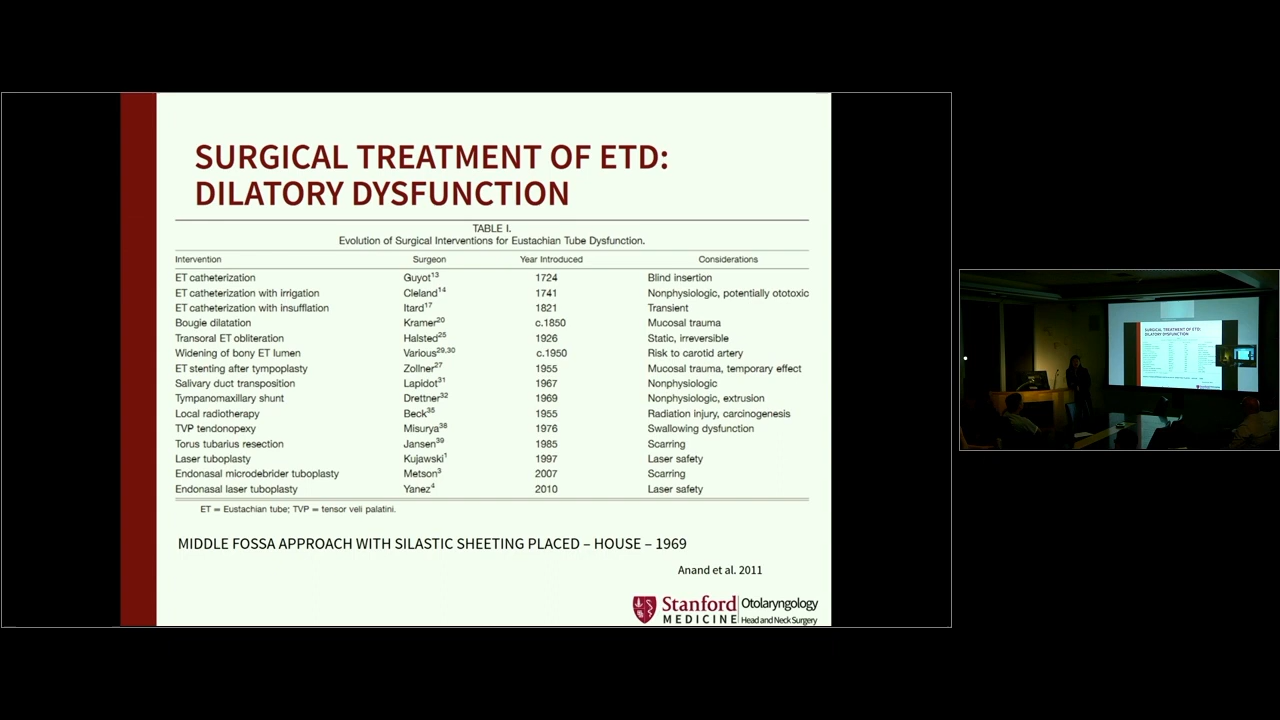 SURGICAL TREATMENT OF ETD:
DILATORY DYSFUNCTION
TABLE I.
Evolution of Surgical Interventions for Eustachian Tube Dysfunction.
Intervention Surgeon Year Introduced Considerations
ET catheterization Guyot13 1724 Blind insertion
ET catheterization with irrigation Cleland14 1741 Nonphysiologic, potentially ototoxic
ET catheterization with insufflation Itard17 1821 Transient
Bougie dilatation Kramer20 c.1850 Mucosal trauma
Transoral ET obliteration Halsted25 1926 Static, irreversible
Widening of bony ET lumen Various29,30 c.1950 Risk to carotid artery
ET stenting after tympoplasty Zollner27 1955 Mucosal trauma, temporary effect
Salivary duct transposition Lapidot31 1967 Nonphysiologic
Tympanomaxillary shunt Drettner32 1969 Nonphysiologic, extrusion
Local radiotherapy Beck35 1955 Radiation injury, carcinogenesis
TVP tendonopexy Misurya38 1976 Swallowing dysfunction
Torus tubarius resection Jansen39 1985 Scarring
Laser tuboplasty Kujawski1 1997 Laser safety
Endonasal microdebrider tuboplasty Metson3 2007 Scarring
Endonasal laser tuboplasty Yanez4 2010 Laser safety
ET = Eustachian tube; TVP = tensor veli palatini.
MIDDLE FOSSA APPROACH WITH SILASTIC SHEETING PLACED – HOUSE – 1969
Anand et al. 2011
Stanford MEDICINE
Otolaryngology
Head and Neck Surgery
SURGICAL TREATMENT OF ETD:
DILATORY DYSFUNCTION